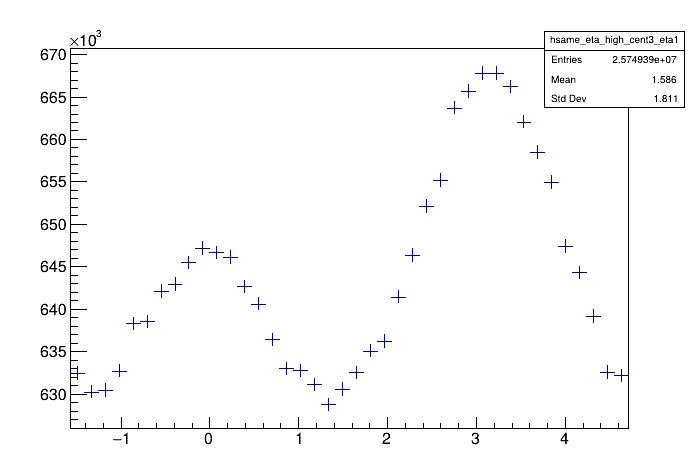 ×10³
hsame_eta_high_cent3_eta1
Entries 2.574939e+07
Mean 1.586
Std Dev 1.811
670
665
660
655
650
645
640
635
630
−1 0 1 2 3 4